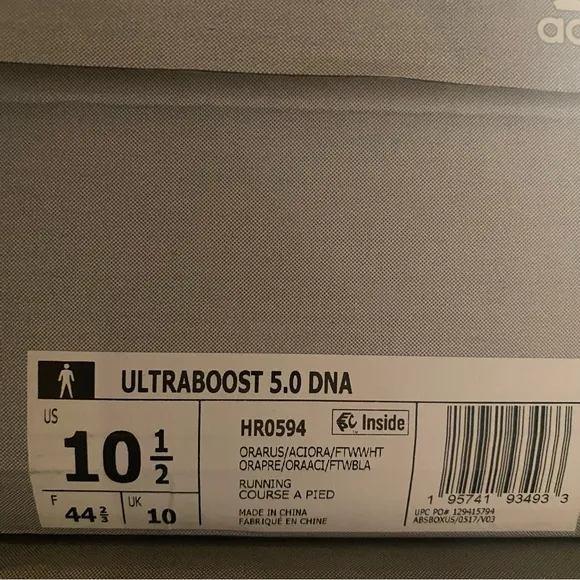 ad
ULTRABOOST 5.0 DNA
US
10 1/2
F
44 2/3
UK
10
HR0594
Inside
ORARUS/ACIORA/FTWWHT
ORAPRE/ORAACI/FTWBLA
RUNNING
COURSE A PIED
MADE IN CHINA
FABRIQUÉ EN CHINE
1 95741 93493 3
UPC PO# 129415794
ABSBOXUS/0517/V03